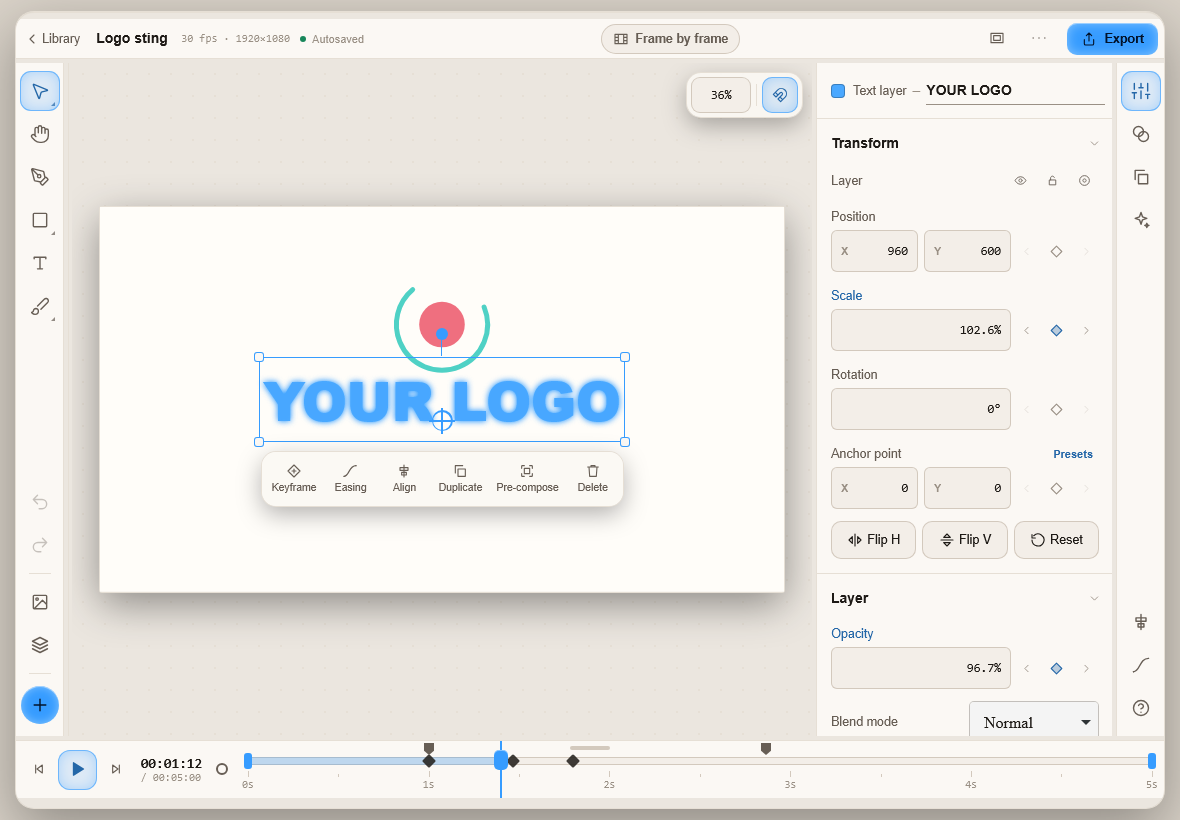 Library
Logo sting
30 fps · 1920×1080
Autosaved
Frame by frame
Export
36%
Text layer – YOUR LOGO
Transform
Layer
Position
X 960
Y 600
Scale
102.6%
Rotation
0°
Anchor point
Presets
X 0
Y 0
Flip H
Flip V
Reset
Layer
Opacity
96.7%
Blend mode
Normal
YOUR LOGO
Keyframe
Easing
Align
Duplicate
Pre-compose
Delete
00:01:12
/ 00:05:00
0s
1s
2s
3s
4s
5s